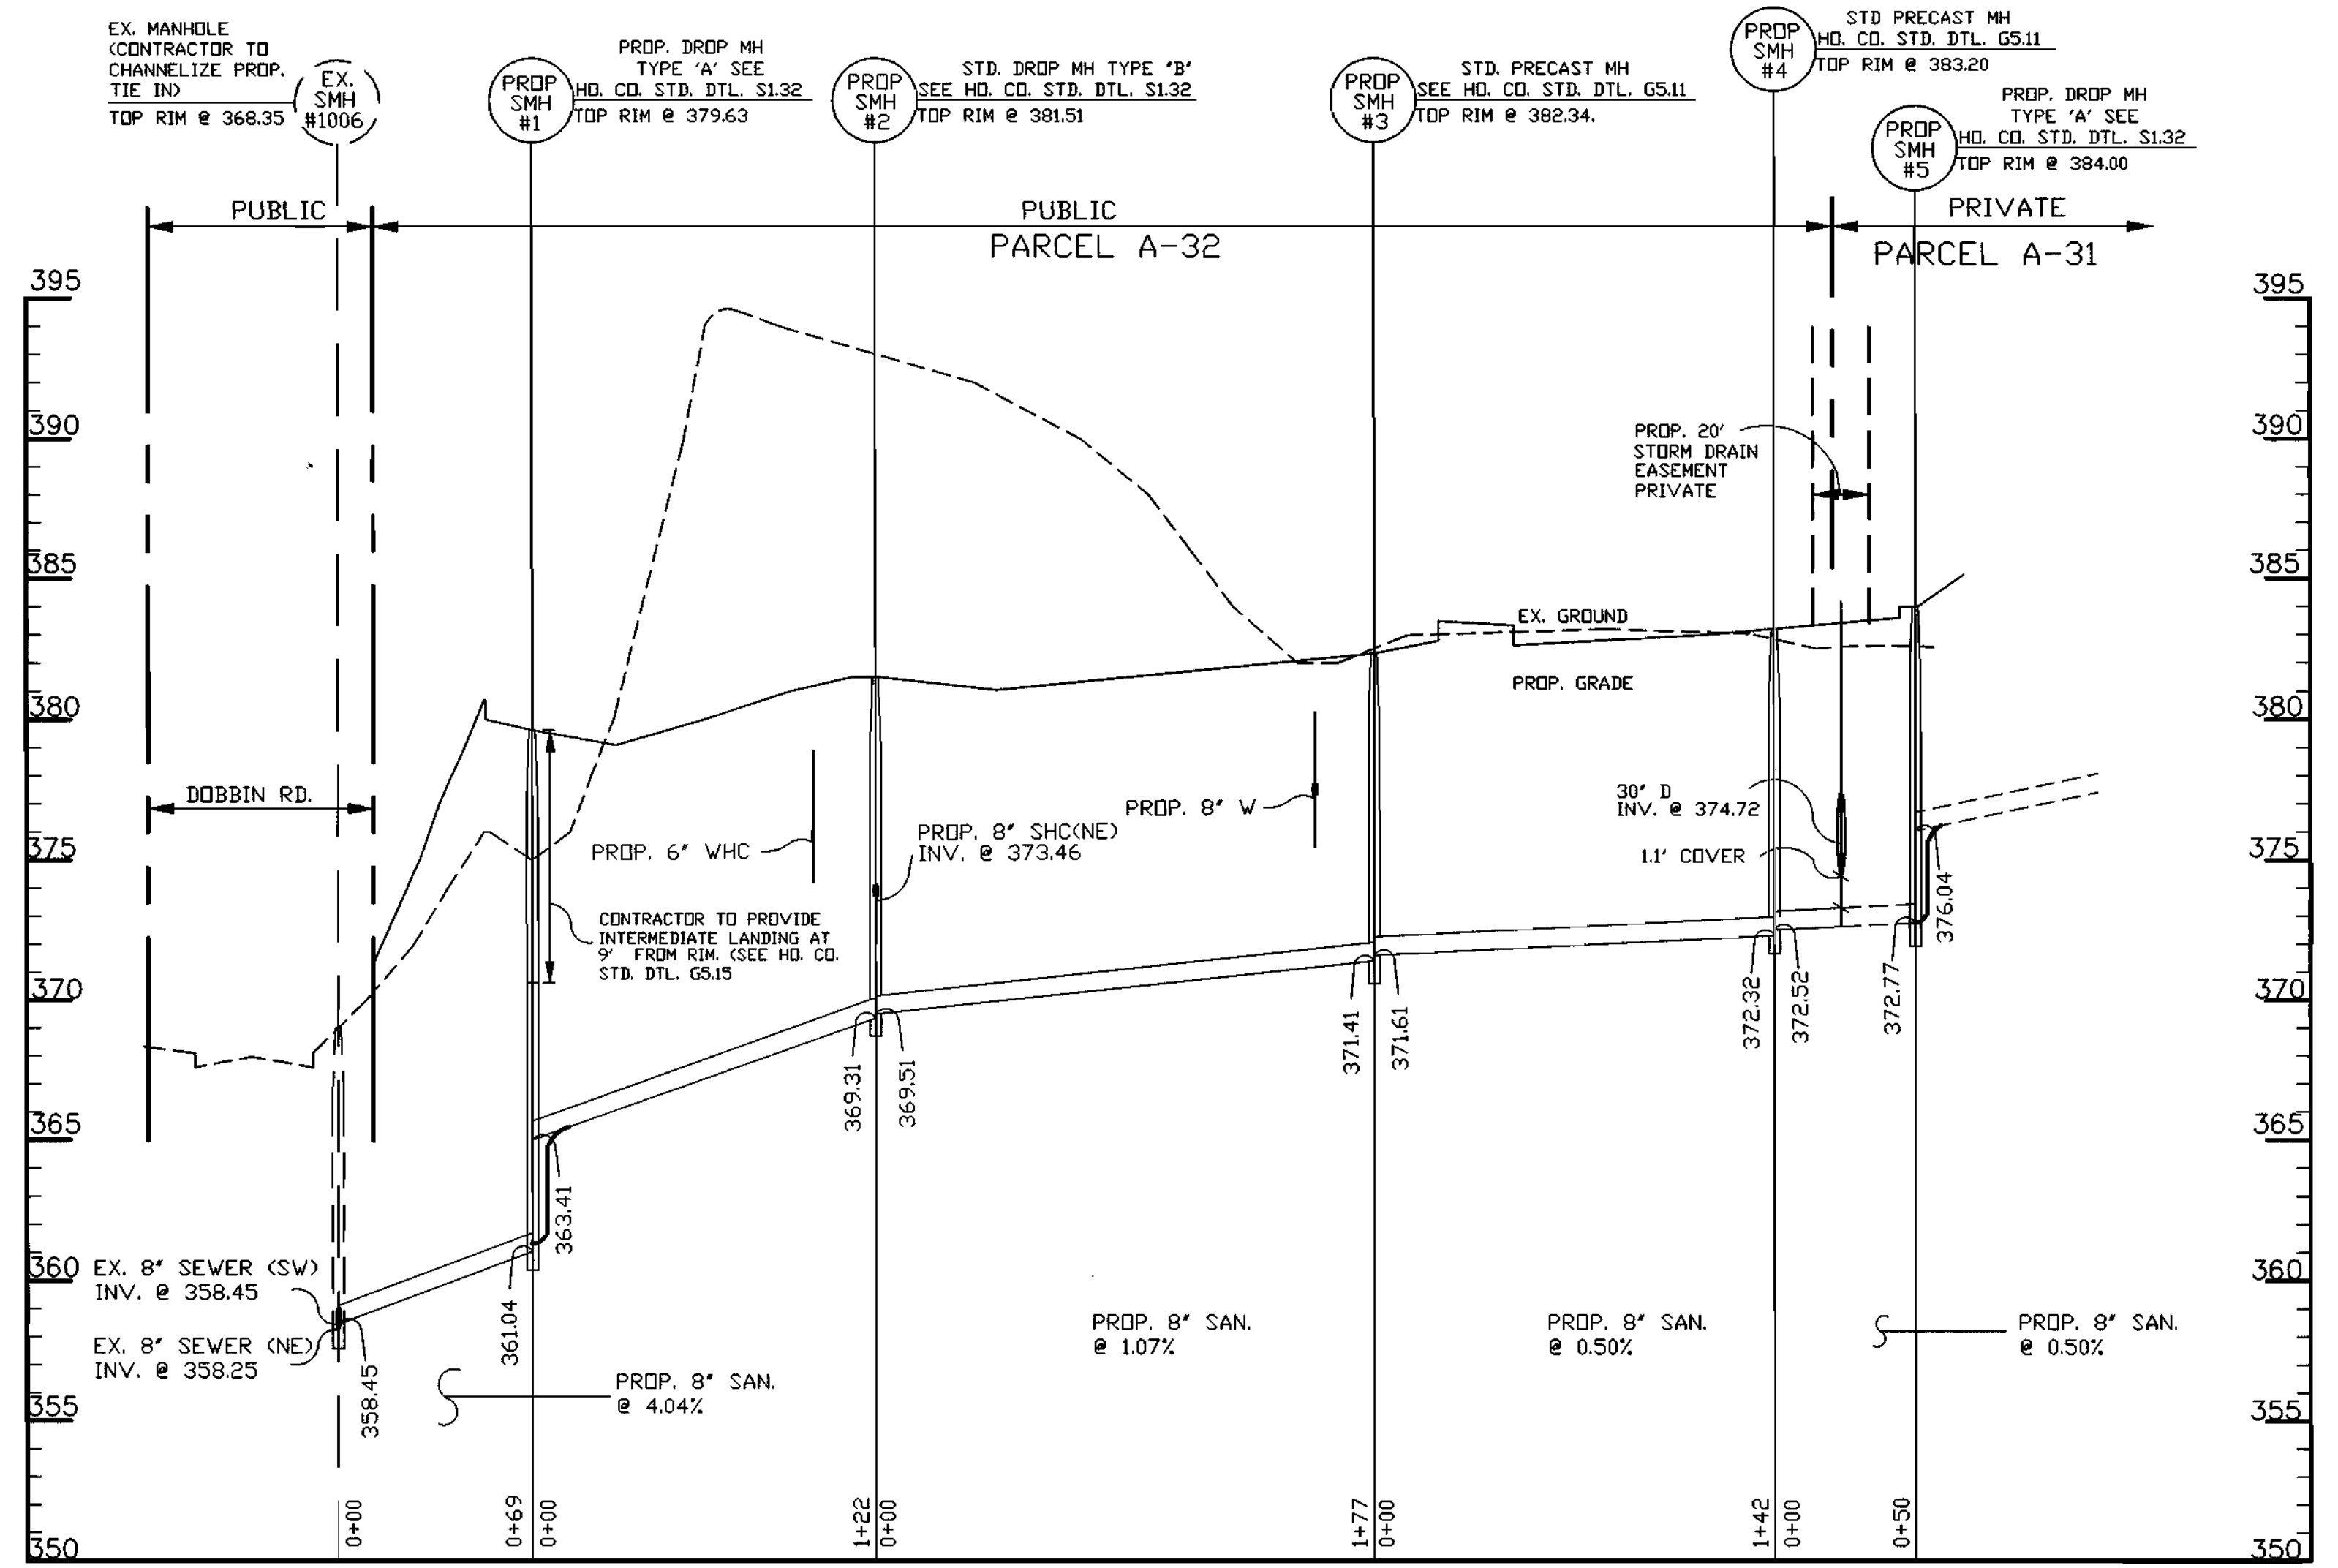 EX. MANHOLE
(CONTRACTOR TO
CHANNELIZE PROP.
TIE IN)
TOP RIM @ 368.35
EX.
SMH
#1006
PROP
SMH
#1
PROP. DROP MH
TYPE 'A' SEE
HO. CO. STD. DTL. S1.32
TOP RIM @ 379.63
PROP
SMH
#2
STD. DROP MH TYPE "B"
SEE HO. CO. STD. DTL. S1.32
TOP RIM @ 381.51
PROP
SMH
#3
STD. PRECAST MH
SEE HO. CO. STD. DTL. G5.11
TOP RIM @ 382.34.
PROP
SMH
#4
STD PRECAST MH
HO. CO. STD. DTL. G5.11
TOP RIM @ 383.20
PROP
SMH
#5
PROP. DROP MH
TYPE 'A' SEE
HO. CO. STD. DTL. S1.32
TOP RIM @ 384.00
PUBLIC
PUBLIC
PARCEL A-32
PRIVATE
PARCEL A-31
395
395
390
390
PROP. 20'
STORM DRAIN
EASEMENT
PRIVATE
385
385
EX. GROUND
PROP. GRADE
380
380
DOBBIN RD.
PROP. 6" WHC
PROP. 8" SHC(NE)
INV. @ 373.46
PROP. 8" W
30" D
INV. @ 374.72
1.1' COVER
375
375
CONTRACTOR TO PROVIDE
INTERMEDIATE LANDING AT
9' FROM RIM. (SEE HO. CO.
STD. DTL. G5.15
376.04
370
370
369.31
369.51
371.41
371.61
372.32
372.52
372.77
365
365
363.41
360
360
EX. 8" SEWER (SW)
INV. @ 358.45
EX. 8" SEWER (NE)
INV. @ 358.25
358.45
361.04
PROP. 8" SAN.
@ 4.04%
PROP. 8" SAN.
@ 1.07%
PROP. 8" SAN.
@ 0.50%
PROP. 8" SAN.
@ 0.50%
355
355
0+00
0+69
0+00
1+22
0+00
1+77
0+00
1+42
0+00
0+50
350
350